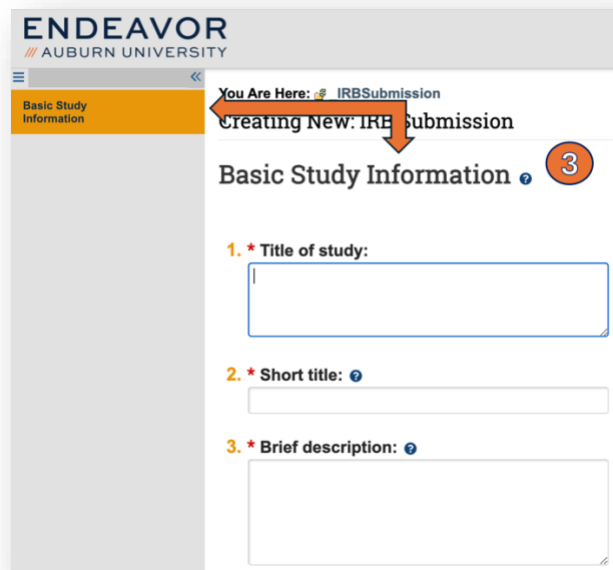 ENDEAVOR
/// AUBURN UNIVERSITY
«
Basic Study
Information
You Are Here: _IRBSubmission
Creating New: IRB Submission
Basic Study Information ?
3
1. * Title of study:
2. * Short title: ?
3. * Brief description: ?